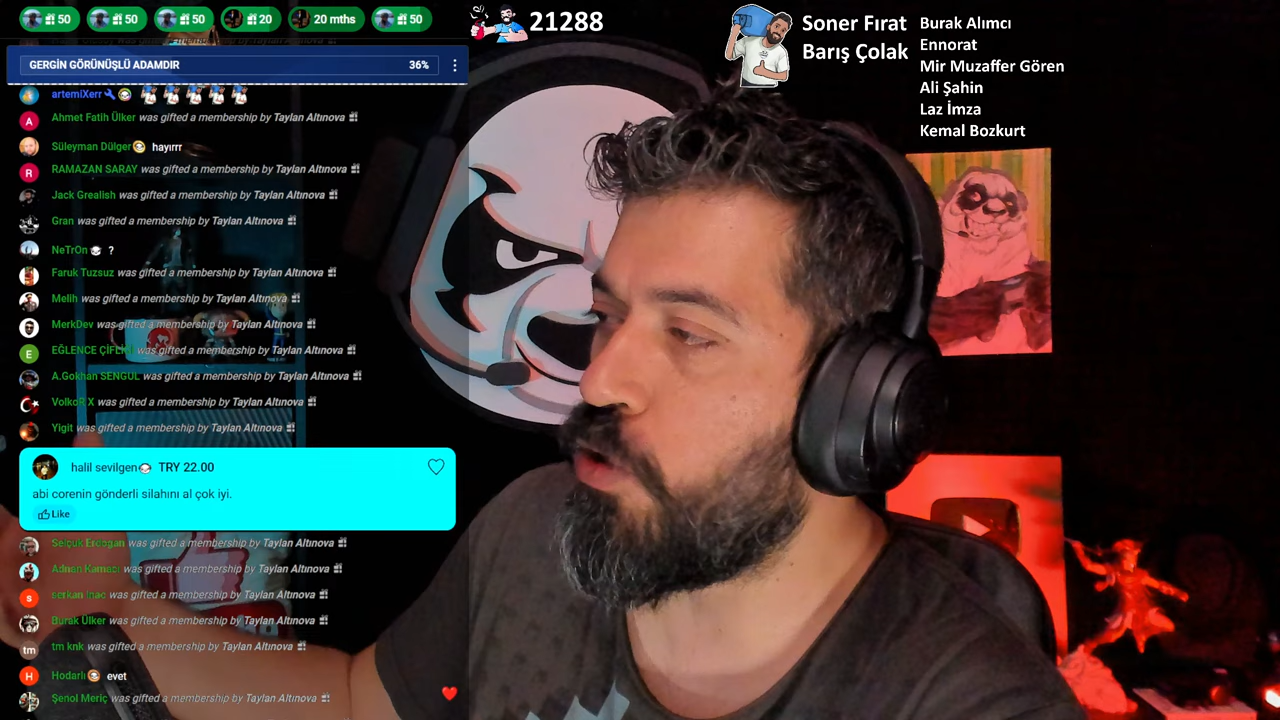 50
50
50
20
20 mths
50
21288
Soner Fırat
Barış Çolak
Burak Alımcı
Ennorat
Mir Muzaffer Gören
Ali Şahin
Laz İmza
Kemal Bozkurt
GERGİN GÖRÜNÜŞLÜ ADAMDIR
36%
artemiXerr
A
Ahmet Fatih Ülker was gifted a membership by Taylan Altınova
Süleyman Dülger hayırrr
R
RAMAZAN SARAY was gifted a membership by Taylan Altınova
Jack Grealish was gifted a membership by Taylan Altınova
Gran was gifted a membership by Taylan Altınova
NeTrOn ?
Faruk Tuzsuz was gifted a membership by Taylan Altınova
Melih was gifted a membership by Taylan Altınova
MerkDev was gifted a membership by Taylan Altınova
E
EĞLENCE ÇİFLİĞİ was gifted a membership by Taylan Altınova
A.Gokhan SENGUL was gifted a membership by Taylan Altınova
VolkoR X was gifted a membership by Taylan Altınova
Yigit was gifted a membership by Taylan Altınova
halil sevilgen TRY 22.00
abi corenin gönderli silahını al çok iyi.
Like
Selçuk Erdogan was gifted a membership by Taylan Altınova
Adnan Kamacı was gifted a membership by Taylan Altınova
s
serkan inac was gifted a membership by Taylan Altınova
Burak Ülker was gifted a membership by Taylan Altınova
tm
tm knk was gifted a membership by Taylan Altınova
H
Hodarlı evet
Şenol Meriç was gifted a membership by Taylan Altınova